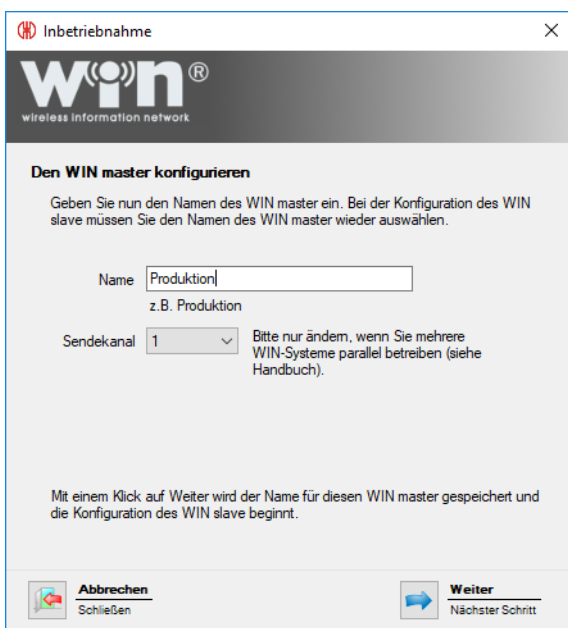 Inbetriebnahme
WIN®
wireless information network
Den WIN master konfigurieren
Geben Sie nun den Namen des WIN master ein. Bei der Konfiguration des WIN
slave müssen Sie den Namen des WIN master wieder auswählen.
Name Produktion
z.B. Produktion
Sendekanal 1 Bitte nur ändern, wenn Sie mehrere
WIN-Systeme parallel betreiben (siehe
Handbuch).
Mit einem Klick auf Weiter wird der Name für diesen WIN master gespeichert und
die Konfiguration des WIN slave beginnt.
Abbrechen Weiter
Schließen Nächster Schritt